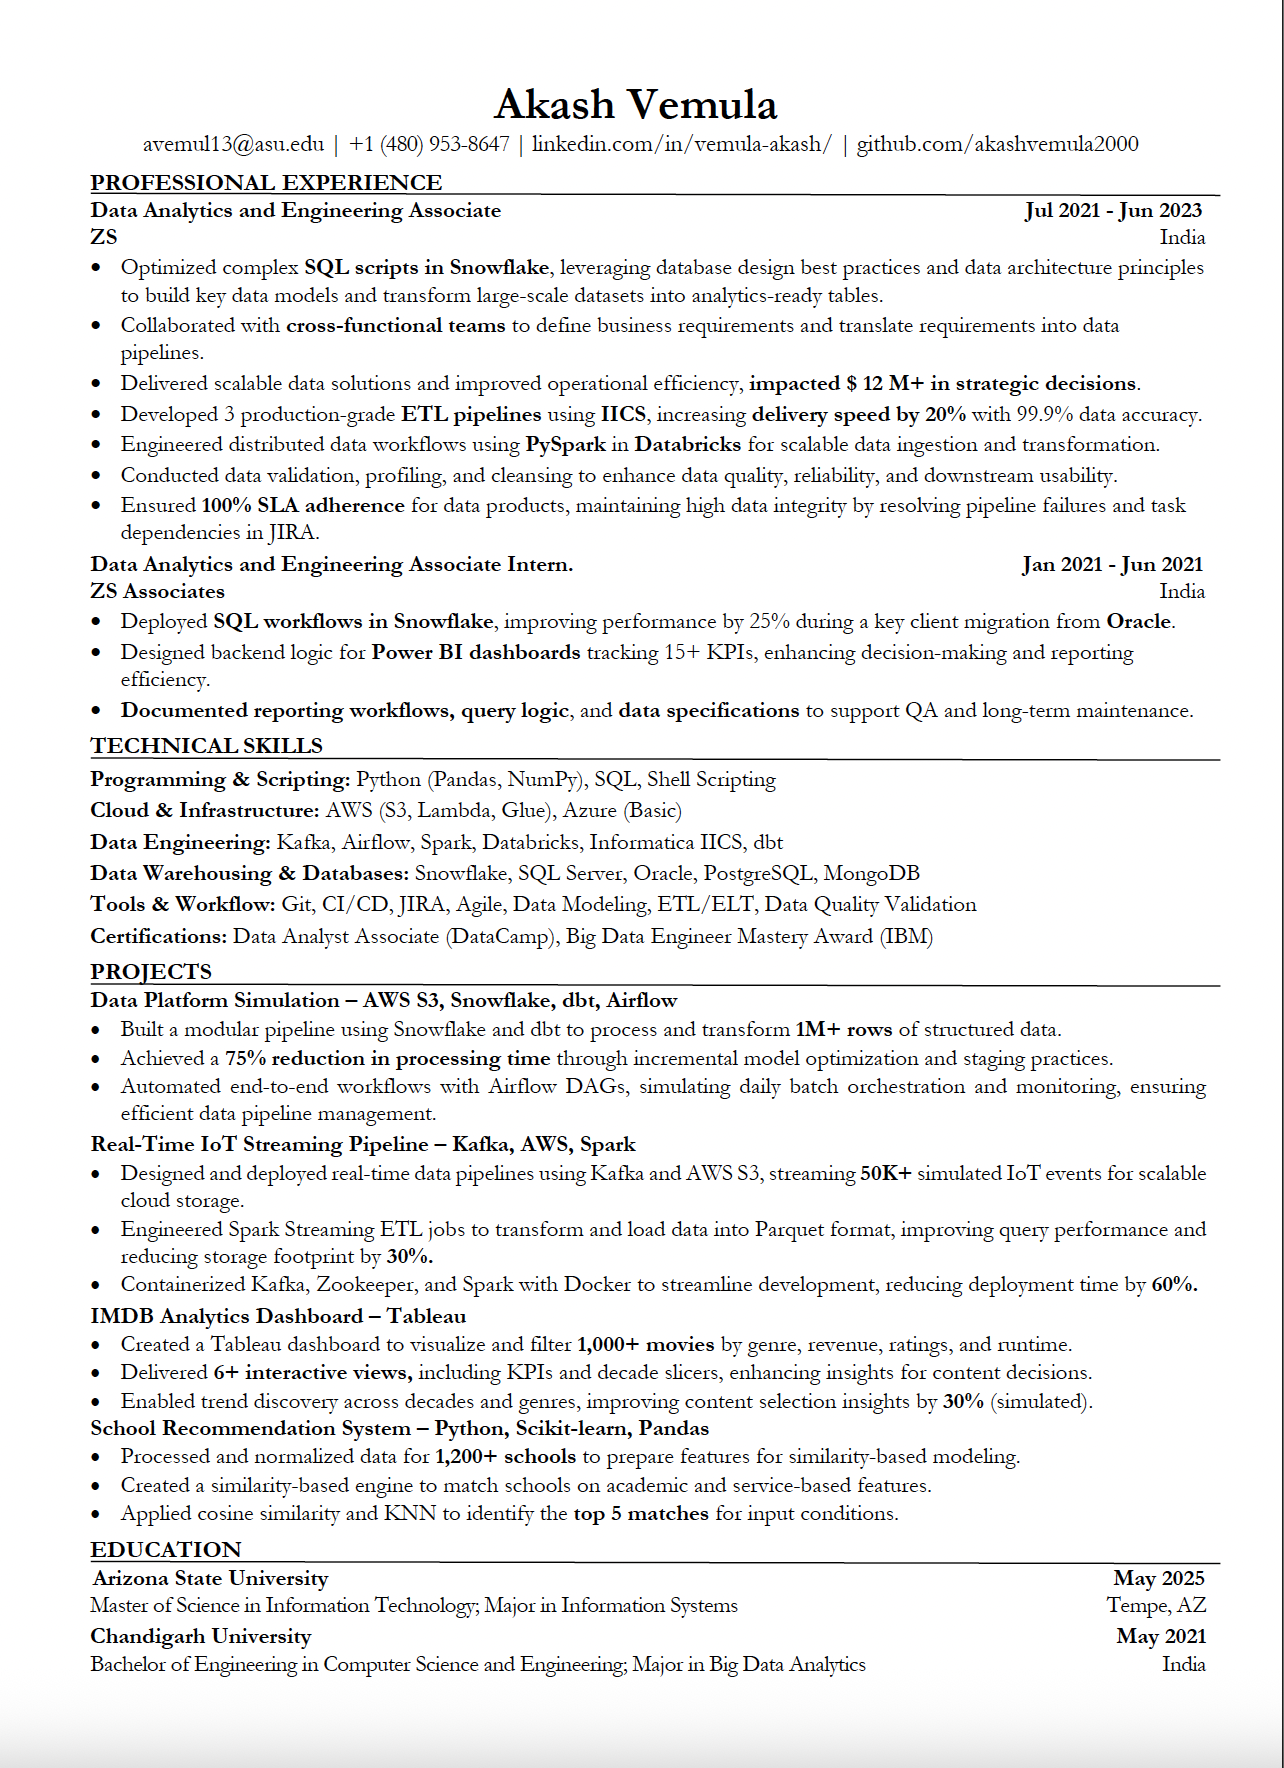 Akash Vemula
avemul13@asu.edu | +1 (480) 953-8647 | linkedin.com/in/vemula-akash/ | github.com/akashvemula2000
PROFESSIONAL EXPERIENCE
Data Analytics and Engineering Associate Jul 2021 - Jun 2023
ZS India
• Optimized complex SQL scripts in Snowflake, leveraging database design best practices and data architecture principles
to build key data models and transform large-scale datasets into analytics-ready tables.
• Collaborated with cross-functional teams to define business requirements and translate requirements into data
pipelines.
• Delivered scalable data solutions and improved operational efficiency, impacted $ 12 M+ in strategic decisions.
• Developed 3 production-grade ETL pipelines using IICS, increasing delivery speed by 20% with 99.9% data accuracy.
• Engineered distributed data workflows using PySpark in Databricks for scalable data ingestion and transformation.
• Conducted data validation, profiling, and cleansing to enhance data quality, reliability, and downstream usability.
• Ensured 100% SLA adherence for data products, maintaining high data integrity by resolving pipeline failures and task
dependencies in JIRA.
Data Analytics and Engineering Associate Intern. Jan 2021 - Jun 2021
ZS Associates India
• Deployed SQL workflows in Snowflake, improving performance by 25% during a key client migration from Oracle.
• Designed backend logic for Power BI dashboards tracking 15+ KPIs, enhancing decision-making and reporting
efficiency.
• Documented reporting workflows, query logic, and data specifications to support QA and long-term maintenance.
TECHNICAL SKILLS
Programming & Scripting: Python (Pandas, NumPy), SQL, Shell Scripting
Cloud & Infrastructure: AWS (S3, Lambda, Glue), Azure (Basic)
Data Engineering: Kafka, Airflow, Spark, Databricks, Informatica IICS, dbt
Data Warehousing & Databases: Snowflake, SQL Server, Oracle, PostgreSQL, MongoDB
Tools & Workflow: Git, CI/CD, JIRA, Agile, Data Modeling, ETL/ELT, Data Quality Validation
Certifications: Data Analyst Associate (DataCamp), Big Data Engineer Mastery Award (IBM)
PROJECTS
Data Platform Simulation – AWS S3, Snowflake, dbt, Airflow
• Built a modular pipeline using Snowflake and dbt to process and transform 1M+ rows of structured data.
• Achieved a 75% reduction in processing time through incremental model optimization and staging practices.
• Automated end-to-end workflows with Airflow DAGs, simulating daily batch orchestration and monitoring, ensuring
efficient data pipeline management.
Real-Time IoT Streaming Pipeline – Kafka, AWS, Spark
• Designed and deployed real-time data pipelines using Kafka and AWS S3, streaming 50K+ simulated IoT events for scalable
cloud storage.
• Engineered Spark Streaming ETL jobs to transform and load data into Parquet format, improving query performance and
reducing storage footprint by 30%.
• Containerized Kafka, Zookeeper, and Spark with Docker to streamline development, reducing deployment time by 60%.
IMDB Analytics Dashboard – Tableau
• Created a Tableau dashboard to visualize and filter 1,000+ movies by genre, revenue, ratings, and runtime.
• Delivered 6+ interactive views, including KPIs and decade slicers, enhancing insights for content decisions.
• Enabled trend discovery across decades and genres, improving content selection insights by 30% (simulated).
School Recommendation System – Python, Scikit-learn, Pandas
• Processed and normalized data for 1,200+ schools to prepare features for similarity-based modeling.
• Created a similarity-based engine to match schools on academic and service-based features.
• Applied cosine similarity and KNN to identify the top 5 matches for input conditions.
EDUCATION
Arizona State University May 2025
Master of Science in Information Technology; Major in Information Systems Tempe, AZ
Chandigarh University May 2021
Bachelor of Engineering in Computer Science and Engineering; Major in Big Data Analytics India